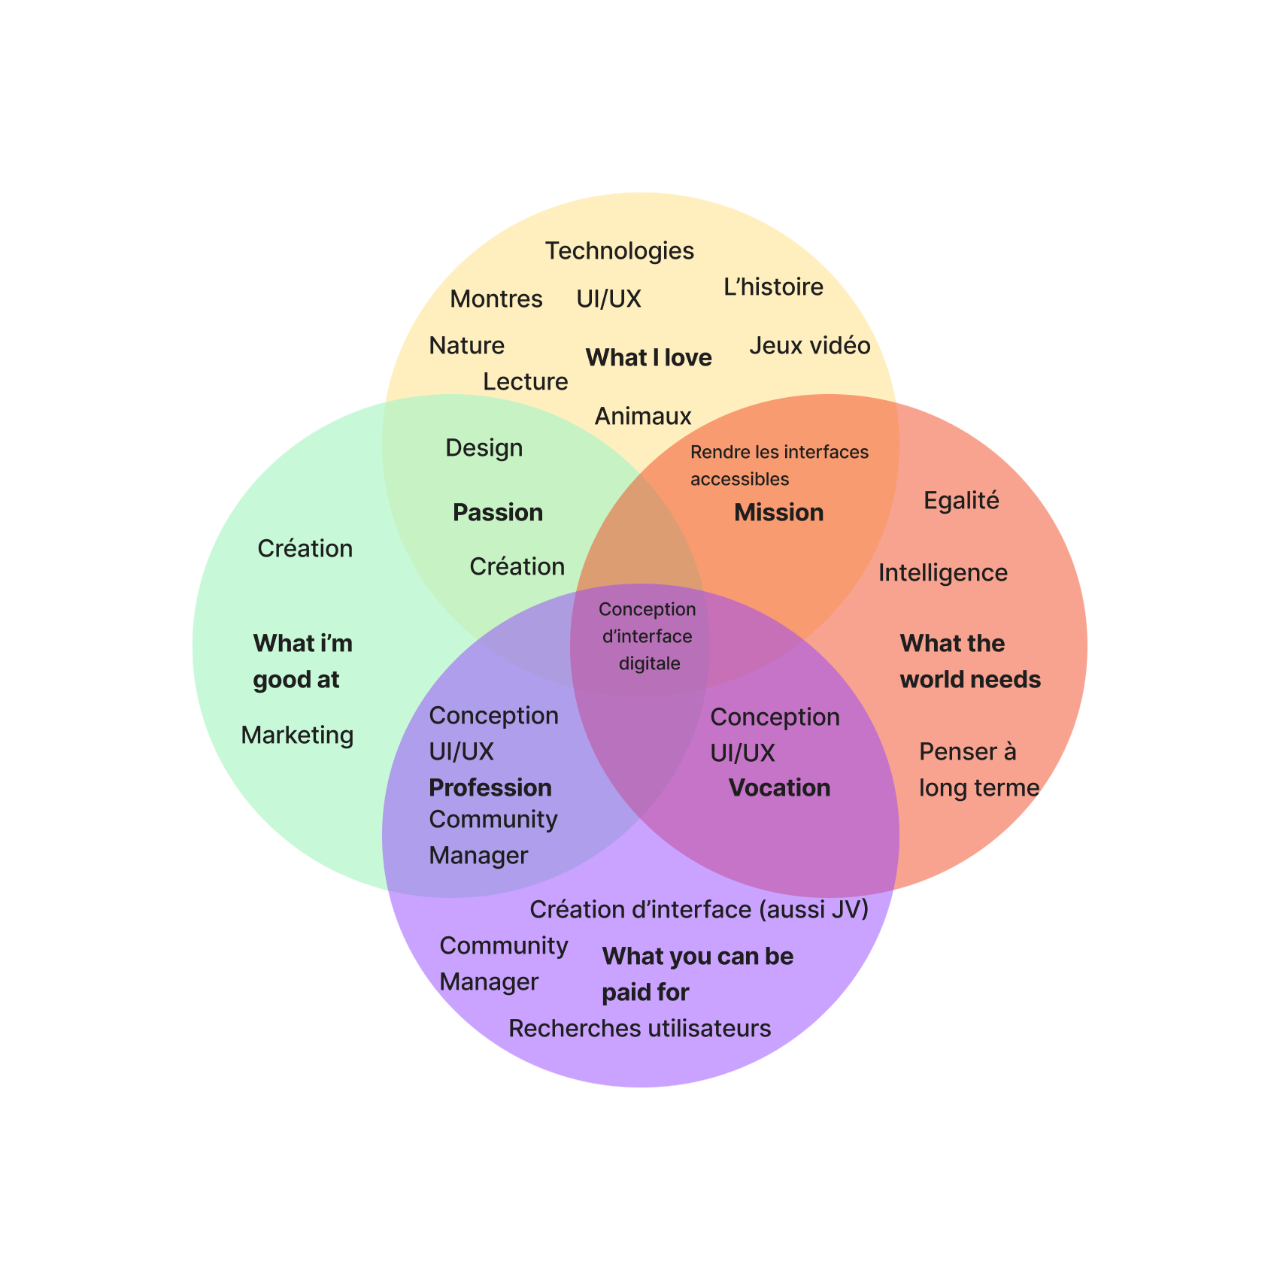 Technologies
L’histoire
Montres
UI/UX
Nature
What I love
Jeux vidéo
Lecture
Animaux
Design
Rendre les interfaces
accessibles
Passion
Mission
Egalité
Création
Création
Intelligence
Conception
d’interface
digitale
What i’m
good at
What the
world needs
Marketing
Conception
UI/UX
Profession
Community
Manager
Conception
UI/UX
Vocation
Penser à
long terme
Création d’interface (aussi JV)
Community
Manager
What you can be
paid for
Recherches utilisateurs